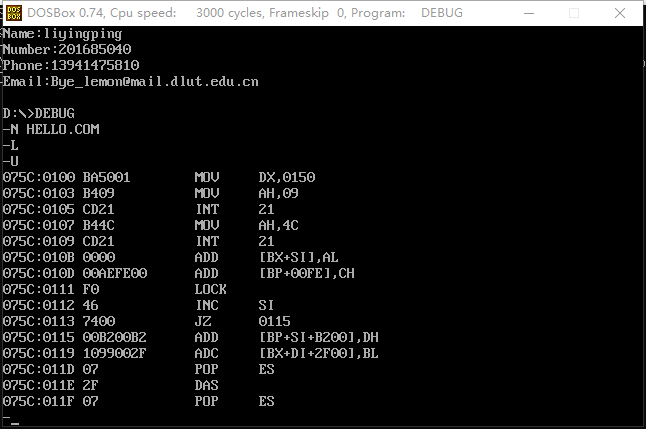 DOSBox 0.74, Cpu speed: 3000 cycles, Frameskip 0, Program: DEBUG
Name:liyingping
Number:201685040
Phone:13941475810
Email:Bye_lemon@mail.dlut.edu.cn
D:\>DEBUG
-N HELLO.COM
-L
-U
075C:0100 BA5001 MOV DX,0150
075C:0103 B409 MOV AH,09
075C:0105 CD21 INT 21
075C:0107 B44C MOV AH,4C
075C:0109 CD21 INT 21
075C:010B 0000 ADD [BX+SI],AL
075C:010D 00AEFE00 ADD [BP+00FE],CH
075C:0111 F0 LOCK
075C:0112 46 INC SI
075C:0113 7400 JZ 0115
075C:0115 00B200B2 ADD [BP+SI+B200],DH
075C:0119 1099002F ADC [BX+DI+2F00],BL
075C:011D 07 POP ES
075C:011E 2F DAS
075C:011F 07 POP ES
-_